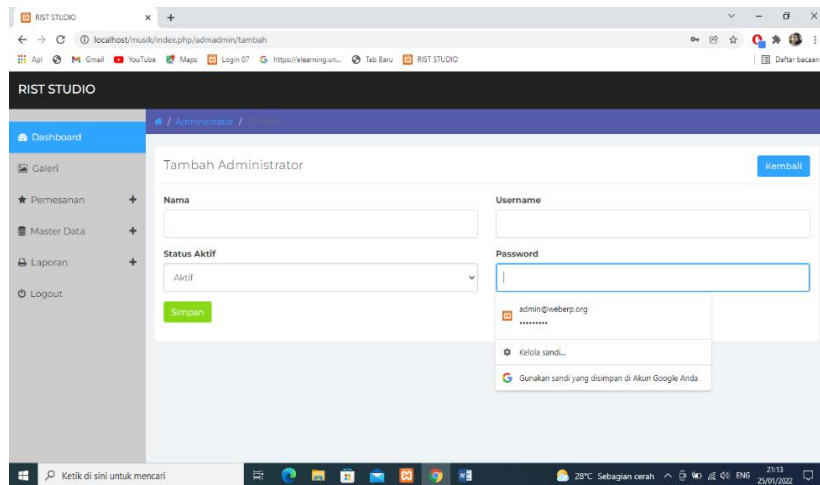 RIST STUDIO
localhost/musik/index.php/admadmin/tambah
Apl Gmail YouTube Maps Login 07 https://elearning.un... Tab Baru RIST STUDIO Daftar bacaan
RIST STUDIO
/ Administrator / Tambah
Dashboard
Galeri
Pemesanan
Master Data
Laporan
Logout
Tambah Administrator
Kembali
Nama
Username
Status Aktif
Password
Aktif
Simpan
admin@weberp.org
•••••••••
Kelola sandi...
Gunakan sandi yang disimpan di Akun Google Anda
Ketik di sini untuk mencari
28°C Sebagian cerah ENG 21:13
25/01/2022